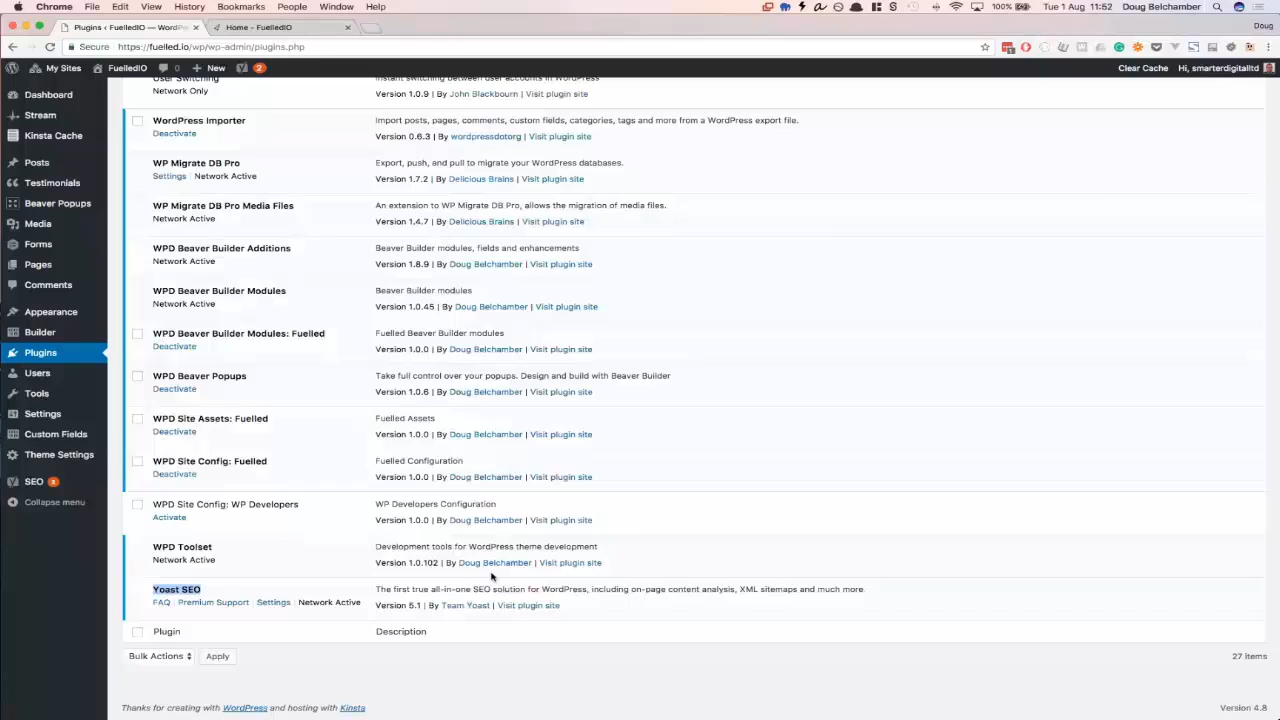 Chrome File Edit View History Bookmarks People Window Help 100% Tue 1 Aug 11:52 Doug Belchamber
Plugins ‹ FuelledIO — WordPr Home - FuelledIO Doug
Secure https://fuelled.io/wp/wp-admin/plugins.php
My Sites FuelledIO 0 New 2 Clear Cache Hi, smarterdigitalltd
Dashboard
Stream
Kinsta Cache
Posts
Testimonials
Beaver Popups
Media
Forms
Pages
Comments
Appearance
Builder
Plugins
Users
Tools
Settings
Custom Fields
Theme Settings
SEO 2
Collapse menu
User Switching Instant switching between user accounts in WordPress
Network Only Version 1.0.9 | By John Blackbourn | Visit plugin site
WordPress Importer Import posts, pages, comments, custom fields, categories, tags and more from a WordPress export file.
Deactivate Version 0.6.3 | By wordpressdotorg | Visit plugin site
WP Migrate DB Pro Export, push, and pull to migrate your WordPress databases.
Settings | Network Active Version 1.7.2 | By Delicious Brains | Visit plugin site
WP Migrate DB Pro Media Files An extension to WP Migrate DB Pro, allows the migration of media files.
Network Active Version 1.4.7 | By Delicious Brains | Visit plugin site
WPD Beaver Builder Additions Beaver Builder modules, fields and enhancements
Network Active Version 1.8.9 | By Doug Belchamber | Visit plugin site
WPD Beaver Builder Modules Beaver Builder modules
Network Active Version 1.0.45 | By Doug Belchamber | Visit plugin site
WPD Beaver Builder Modules: Fuelled Fuelled Beaver Builder modules
Deactivate Version 1.0.0 | By Doug Belchamber | Visit plugin site
WPD Beaver Popups Take full control over your popups. Design and build with Beaver Builder
Deactivate Version 1.0.6 | By Doug Belchamber | Visit plugin site
WPD Site Assets: Fuelled Fuelled Assets
Deactivate Version 1.0.0 | By Doug Belchamber | Visit plugin site
WPD Site Config: Fuelled Fuelled Configuration
Deactivate Version 1.0.0 | By Doug Belchamber | Visit plugin site
WPD Site Config: WP Developers WP Developers Configuration
Activate Version 1.0.0 | By Doug Belchamber | Visit plugin site
WPD Toolset Development tools for WordPress theme development
Network Active Version 1.0.102 | By Doug Belchamber | Visit plugin site
Yoast SEO The first true all-in-one SEO solution for WordPress, including on-page content analysis, XML sitemaps and much more.
FAQ | Premium Support | Settings | Network Active Version 5.1 | By Team Yoast | Visit plugin site
Plugin Description
Bulk Actions Apply 27 items
Thanks for creating with WordPress and hosting with Kinsta Version 4.8